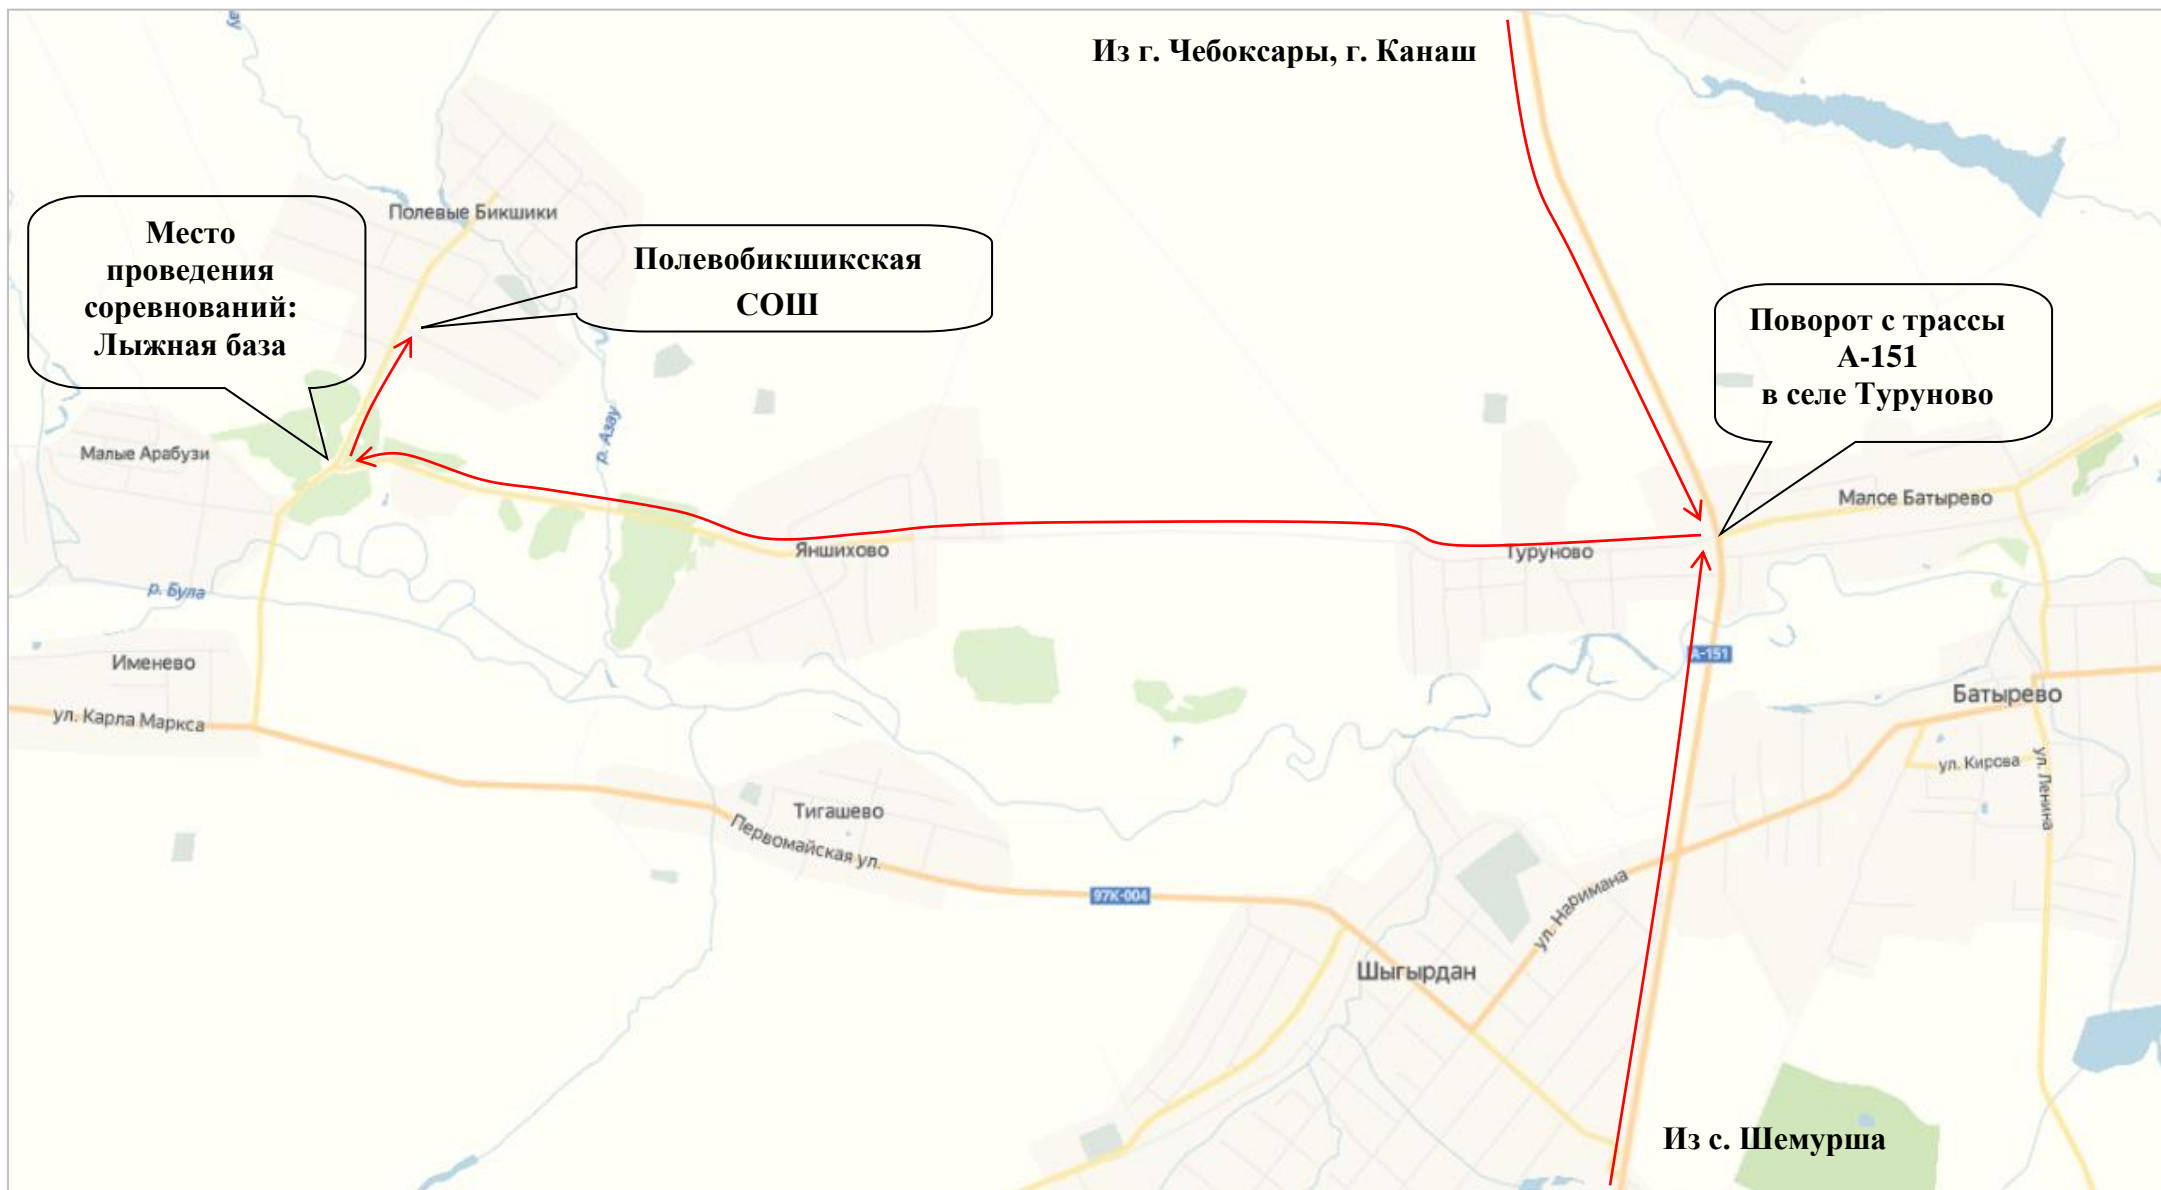 Из г. Чебоксары, г. Канаш
Место
проведения
соревнований:
Лыжная база
Полевые Бикшики
Полевобикшикская
СОШ
Поворот с трассы
А-151
в селе Туруново
Малые Арабузи
р. Азау
Малое Батырево
Яншихово
Туруново
р. Була
Именево
А-151
Батырево
ул. Карла Маркса
ул. Кирова
ул. Ленина
Тигашево
Первомайская ул.
97К-004
ул. Наримана
Шыгырдан
Из с. Шемурша